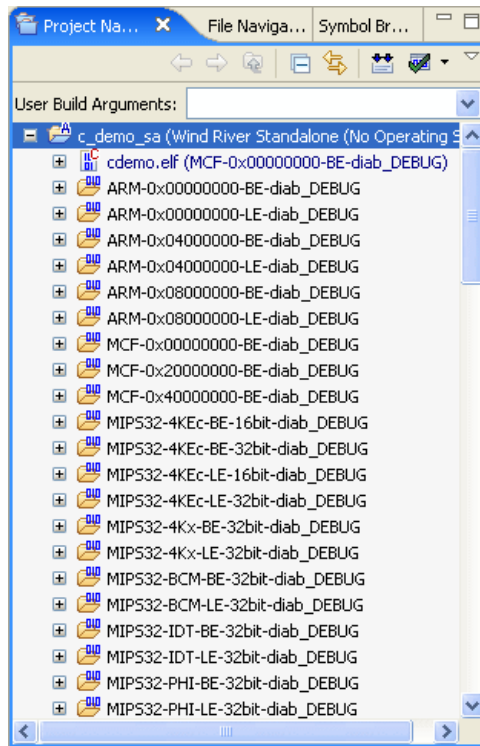 Project Na... File Naviga... Symbol Br...
User Build Arguments:
c_demo_sa (Wind River Standalone (No Operating S
cdemo.elf (MCF-0x00000000-BE-diab_DEBUG)
ARM-0x00000000-BE-diab_DEBUG
ARM-0x00000000-LE-diab_DEBUG
ARM-0x04000000-BE-diab_DEBUG
ARM-0x04000000-LE-diab_DEBUG
ARM-0x08000000-BE-diab_DEBUG
ARM-0x08000000-LE-diab_DEBUG
MCF-0x00000000-BE-diab_DEBUG
MCF-0x20000000-BE-diab_DEBUG
MCF-0x40000000-BE-diab_DEBUG
MIPS32-4KEc-BE-16bit-diab_DEBUG
MIPS32-4KEc-BE-32bit-diab_DEBUG
MIPS32-4KEc-LE-16bit-diab_DEBUG
MIPS32-4KEc-LE-32bit-diab_DEBUG
MIPS32-4Kx-BE-32bit-diab_DEBUG
MIPS32-4Kx-LE-32bit-diab_DEBUG
MIPS32-BCM-BE-32bit-diab_DEBUG
MIPS32-BCM-LE-32bit-diab_DEBUG
MIPS32-IDT-BE-32bit-diab_DEBUG
MIPS32-IDT-LE-32bit-diab_DEBUG
MIPS32-PHI-BE-32bit-diab_DEBUG
MIPS32-PHI-LE-32bit-diab_DEBUG